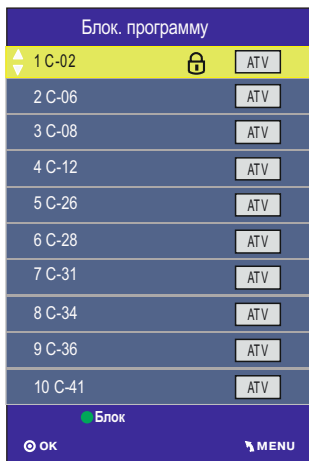 Блок. программу
1 C-02 ATV
2 C-06 ATV
3 C-08 ATV
4 C-12 ATV
5 C-26 ATV
6 C-28 ATV
7 C-31 ATV
8 C-34 ATV
9 C-36 ATV
10 C-41 ATV
Блок
OK MENU